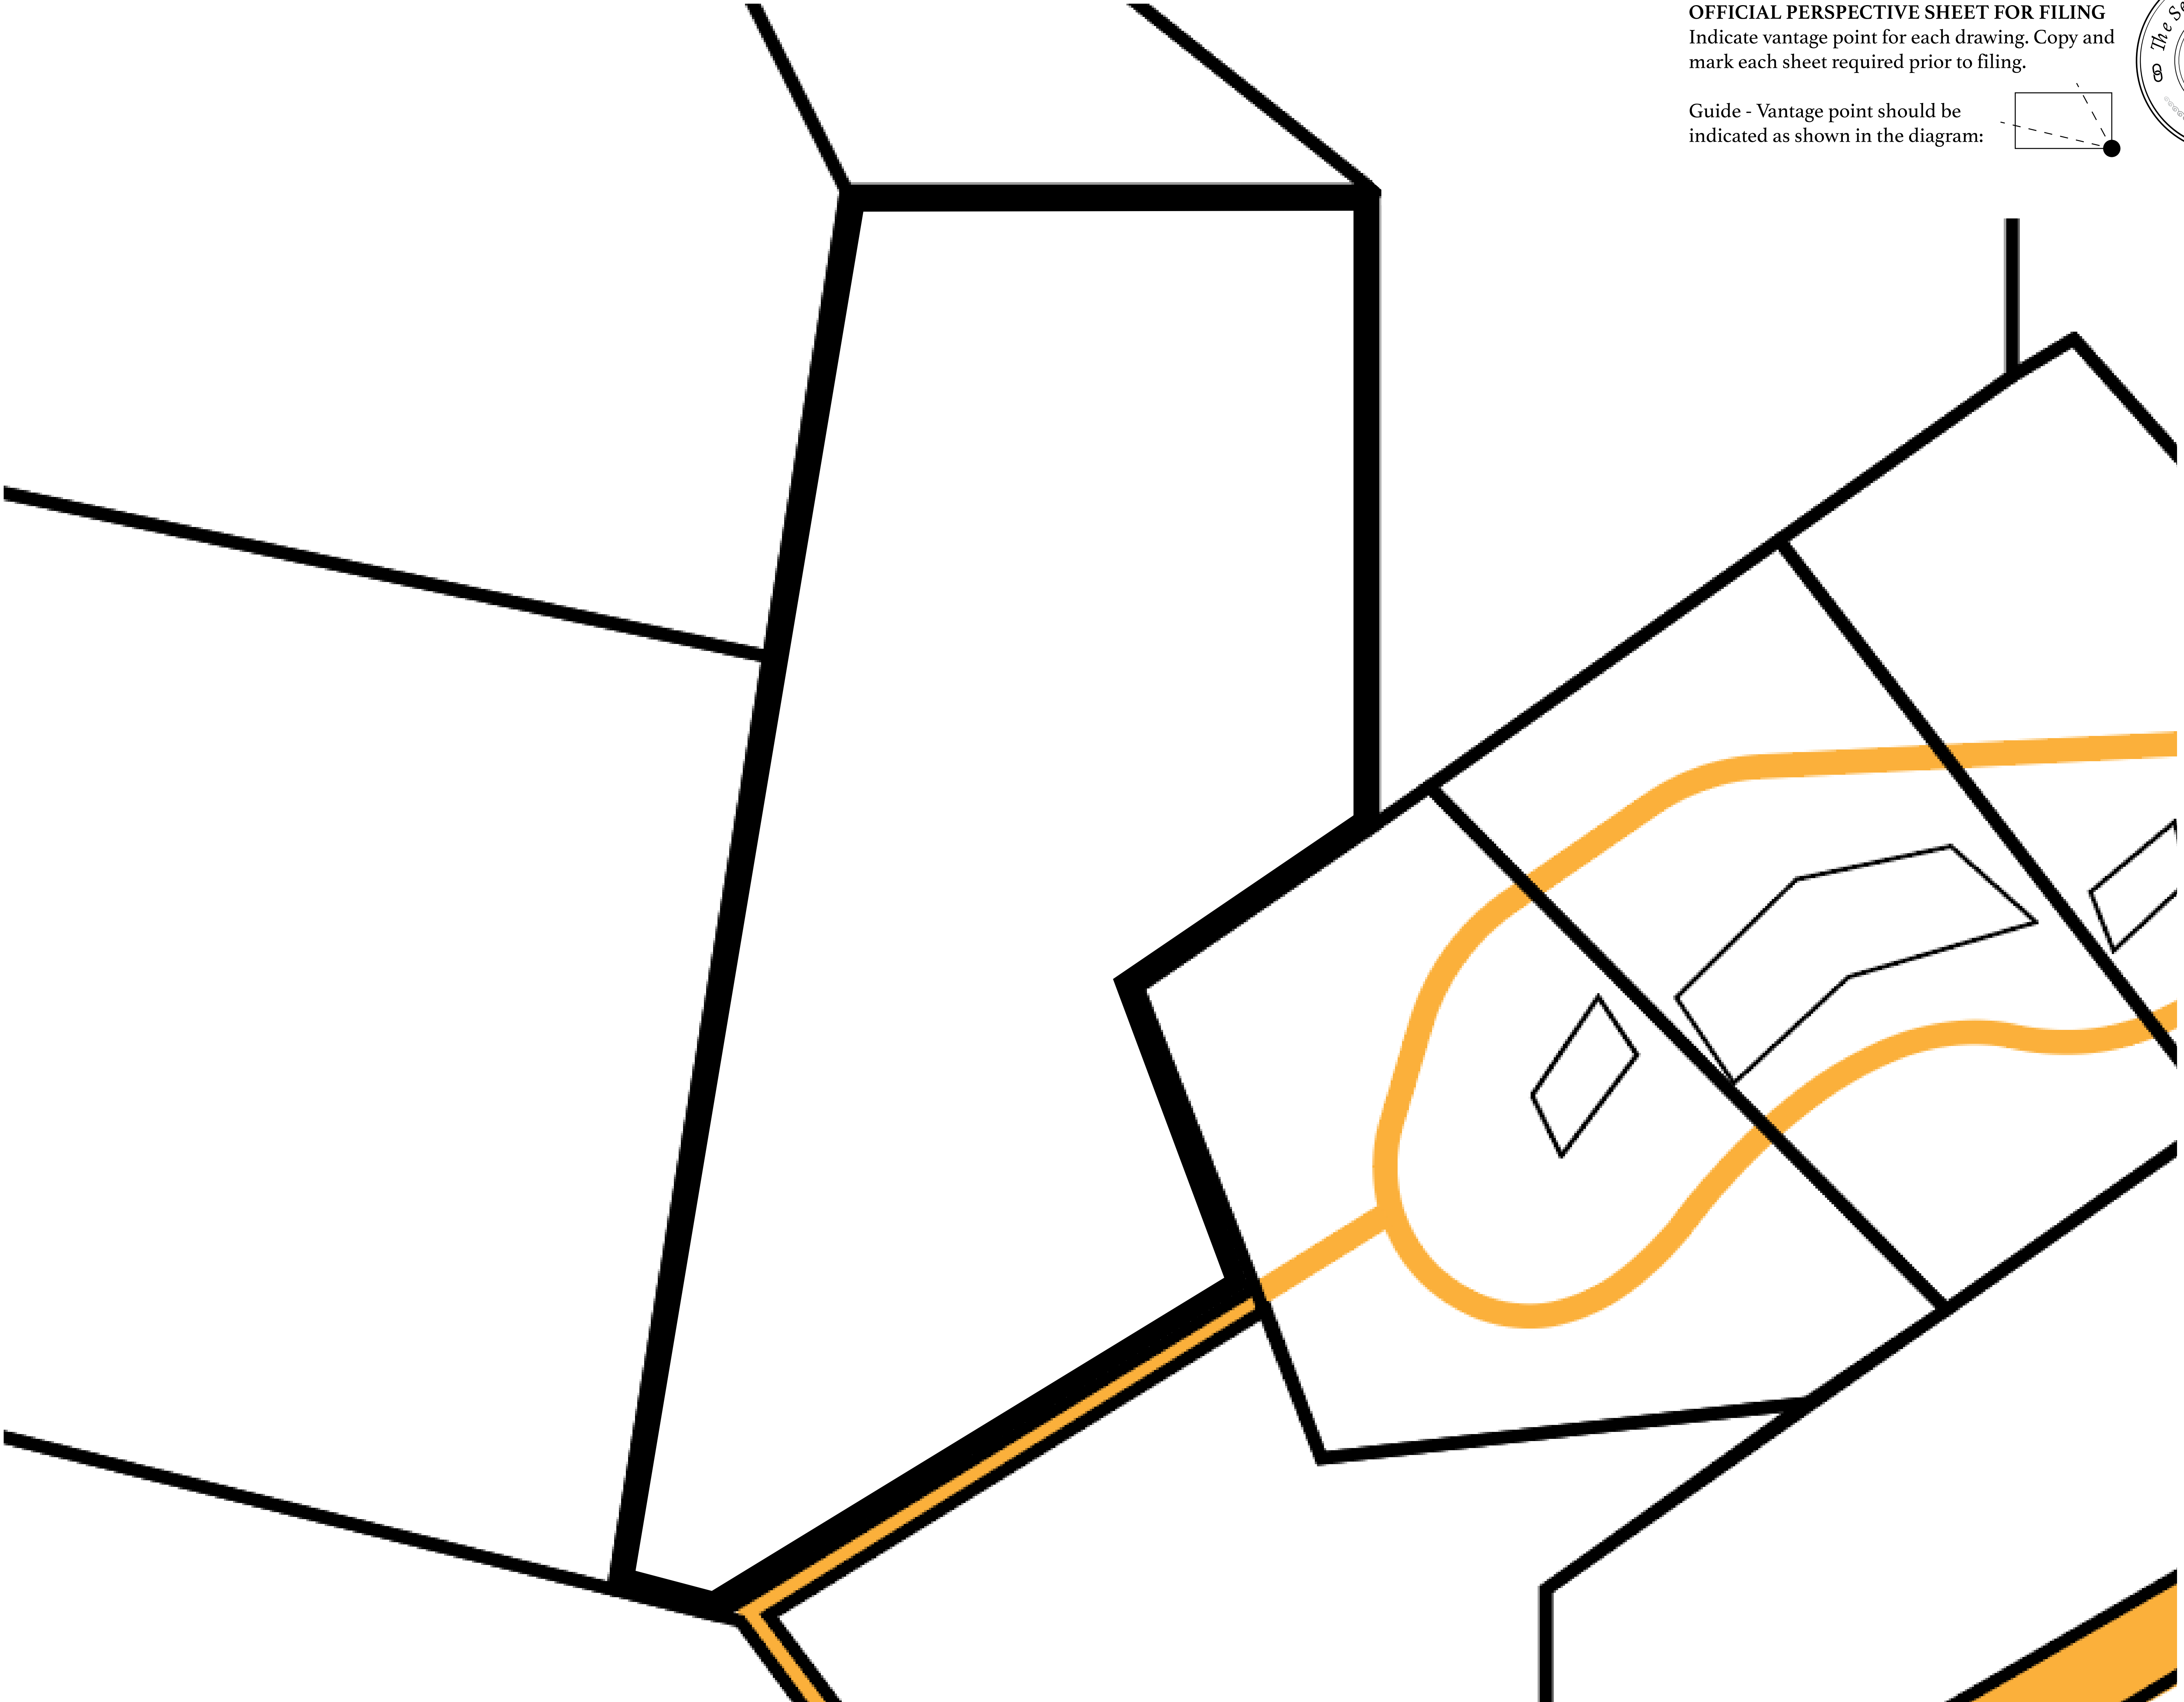 OFFICIAL PERSPECTIVE SHEET FOR FILING
Indicate vantage point for each drawing. Copy and
mark each sheet required prior to filing.
Guide - Vantage point should be
indicated as shown in the diagram:
The